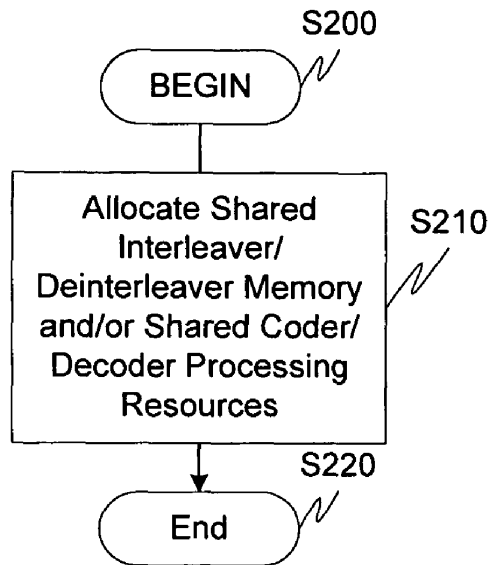 S200
BEGIN
Allocate Shared
Interleaver/
Deinterleaver Memory
and/or Shared Coder/
Decoder Processing
Resources
S210
S220
End